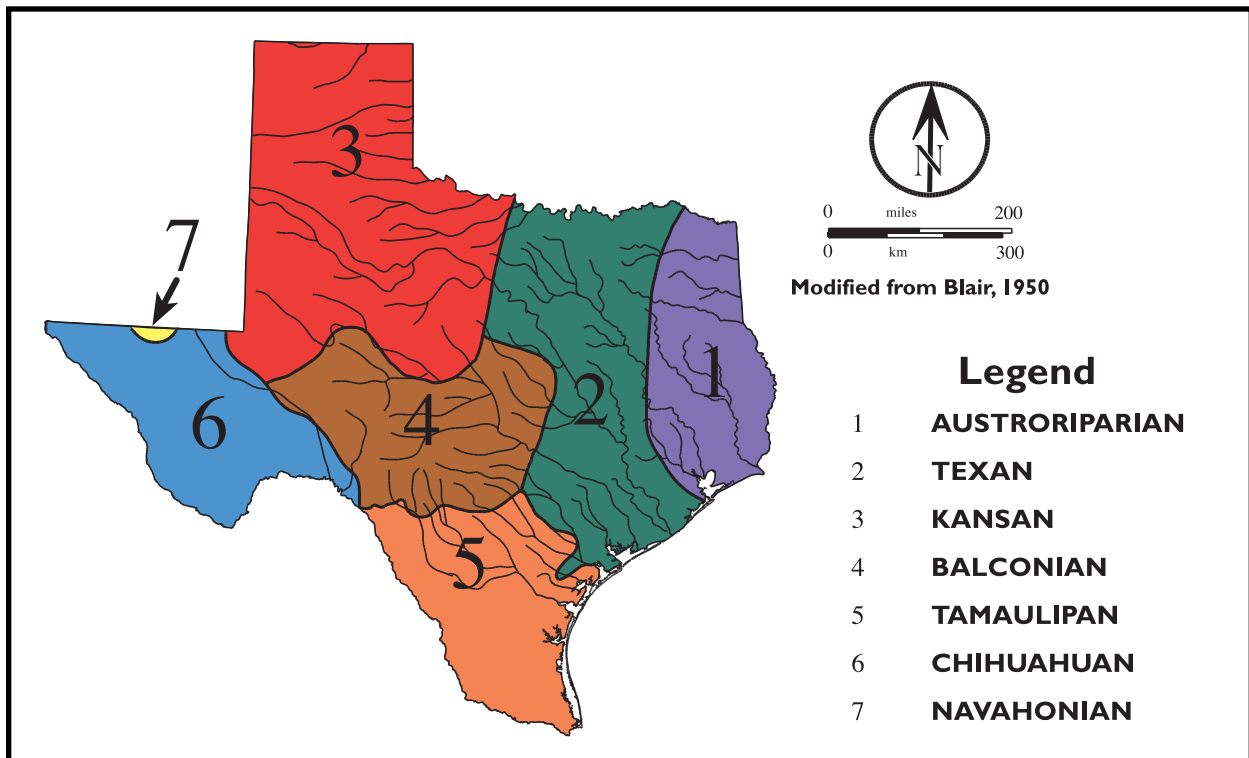 3
7
1
2
6
4
5
N
0 miles 200
0 km 300
Modified from Blair, 1950
Legend
1 AUSTRORIPARIAN
2 TEXAN
3 KANSAN
4 BALCONIAN
5 TAMAULIPAN
6 CHIHUAHUAN
7 NAVAHONIAN